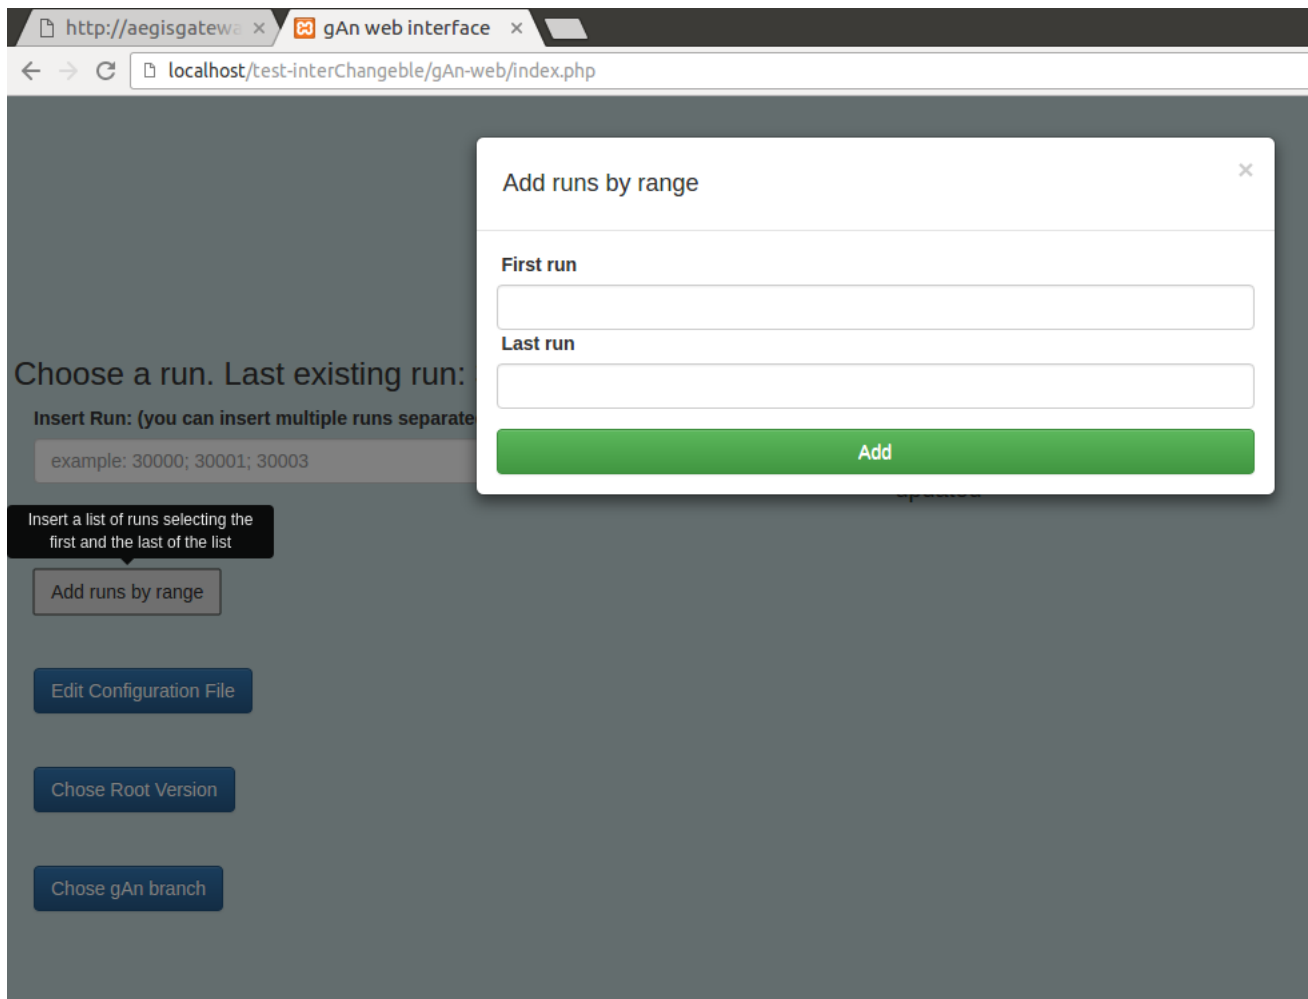 http://aegisgatewa
gAn web interface
localhost/test-interChangeble/gAn-web/index.php
Add runs by range
First run
Last run
Add
Choose a run. Last existing run:
Insert Run: (you can insert multiple runs separate
example: 30000; 30001; 30003
updated
Insert a list of runs selecting the
first and the last of the list
Add runs by range
Edit Configuration File
Chose Root Version
Chose gAn branch